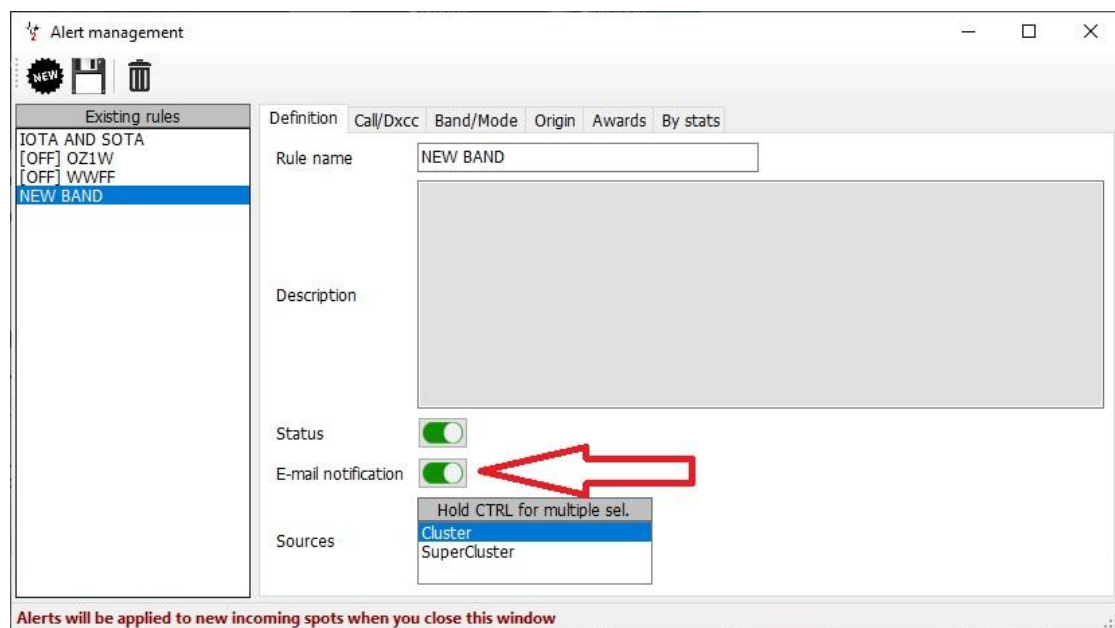 Alert management
NEW
Existing rules
IOTA AND SOTA
[OFF] OZ1W
[OFF] WWFF
NEW BAND
Definition Call/Dxcc Band/Mode Origin Awards By stats
Rule name NEW BAND
Description
Status
E-mail notification
Hold CTRL for multiple sel.
Sources
Cluster
SuperCluster
Alerts will be applied to new incoming spots when you close this window